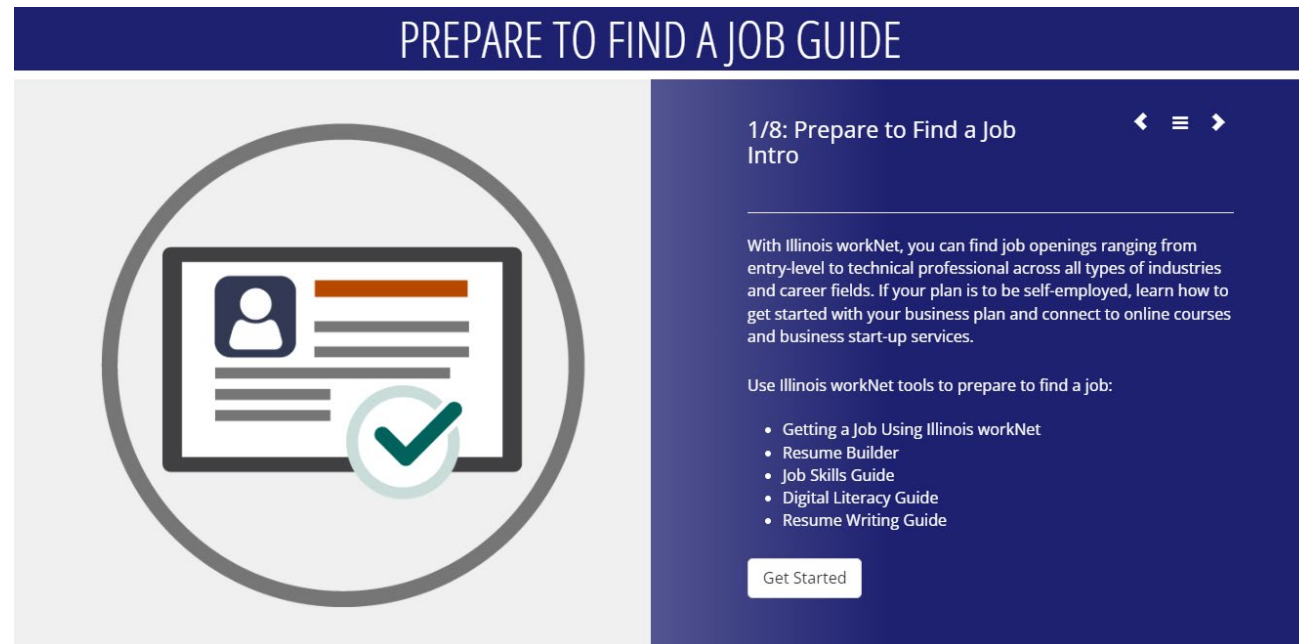 PREPARE TO FIND A JOB GUIDE
1/8: Prepare to Find a Job
Intro
With Illinois workNet, you can find job openings ranging from
entry-level to technical professional across all types of industries
and career fields. If your plan is to be self-employed, learn how to
get started with your business plan and connect to online courses
and business start-up services.
Use Illinois workNet tools to prepare to find a job:
• Getting a Job Using Illinois workNet
• Resume Builder
• Job Skills Guide
• Digital Literacy Guide
• Resume Writing Guide
Get Started